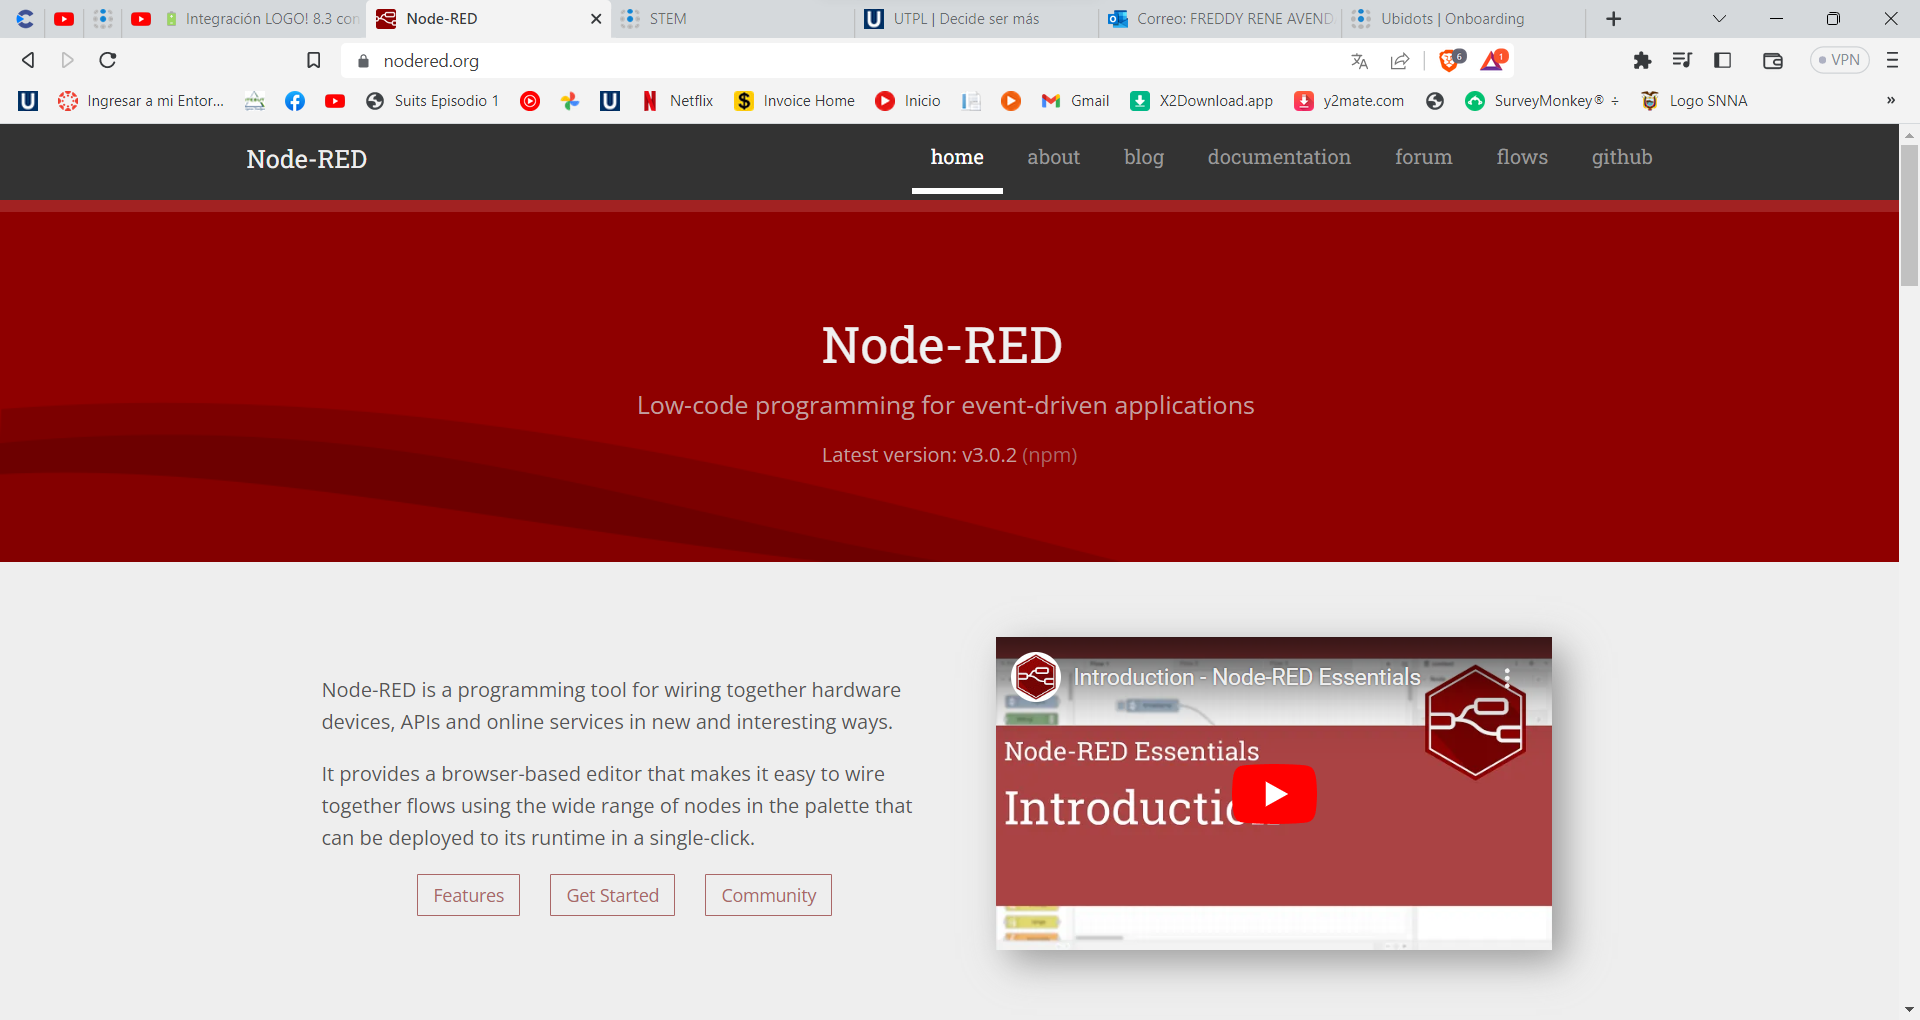 Integración LOGO! 8.3 con
Node-RED
STEM
UTPL | Decide ser más
Correo: FREDDY RENE AVEND
Ubidots | Onboarding
nodered.org
6
1
VPN
Ingresar a mi Entor...
Suits Episodio 1
Netflix
Invoice Home
Inicio
Gmail
X2Download.app
y2mate.com
SurveyMonkey® ÷
Logo SNNA
»
Node-RED
home
about
blog
documentation
forum
flows
github
Node-RED
Low-code programming for event-driven applications
Latest version: v3.0.2 (npm)
Node-RED is a programming tool for wiring together hardware
devices, APIs and online services in new and interesting ways.
It provides a browser-based editor that makes it easy to wire
together flows using the wide range of nodes in the palette that
can be deployed to its runtime in a single-click.
Features
Get Started
Community
Introduction - Node-RED Essentials
Node-RED Essentials
Introduction